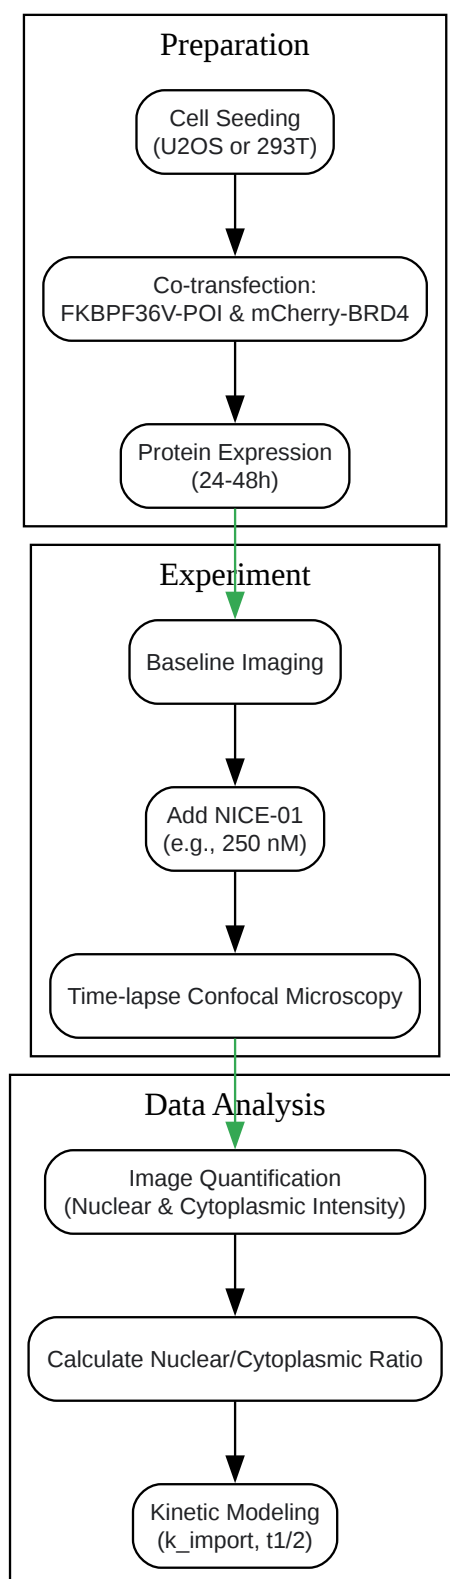 Preparation
Cell Seeding
(U2OS or 293T)
Co-transfection:
FKBPF36V-POI & mCherry-BRD4
Protein Expression
(24-48h)
Experiment
Baseline Imaging
Add NICE-01
(e.g., 250 nM)
Time-lapse Confocal Microscopy
Data Analysis
Image Quantification
(Nuclear & Cytoplasmic Intensity)
Calculate Nuclear/Cytoplasmic Ratio
Kinetic Modeling
(k_import, t1/2)